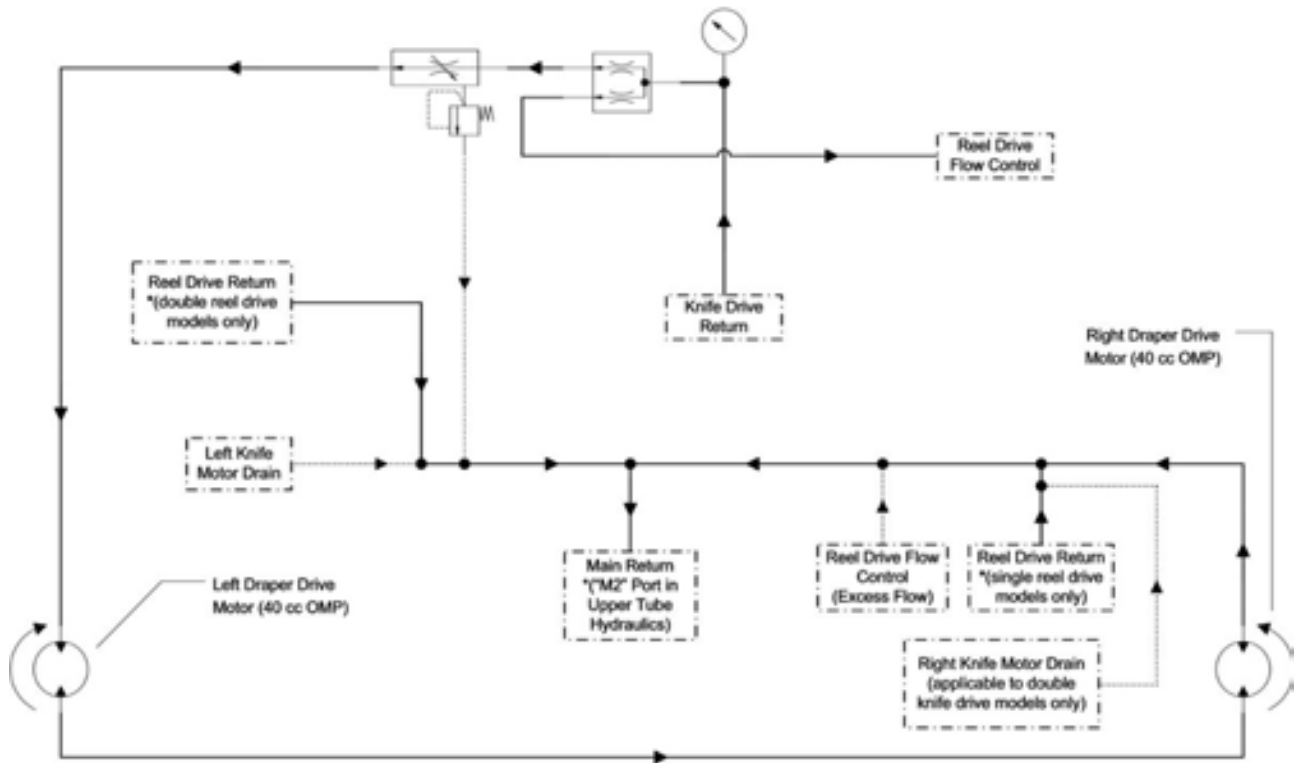 Reel Drive
Flow Control
Reel Drive Return
*(double reel drive
models only)
Knife Drive
Return
Right Draper Drive
Motor (40 cc OMP)
Left Knife
Motor Drain
Left Draper Drive
Motor (40 cc OMP)
Main Return
*("M2" Port in
Upper Tube
Hydraulics)
Reel Drive Flow
Control
(Excess Flow)
Reel Drive Return
*(single reel drive
models only)
Right Knife Motor Drain
(applicable to double
knife drive models only)